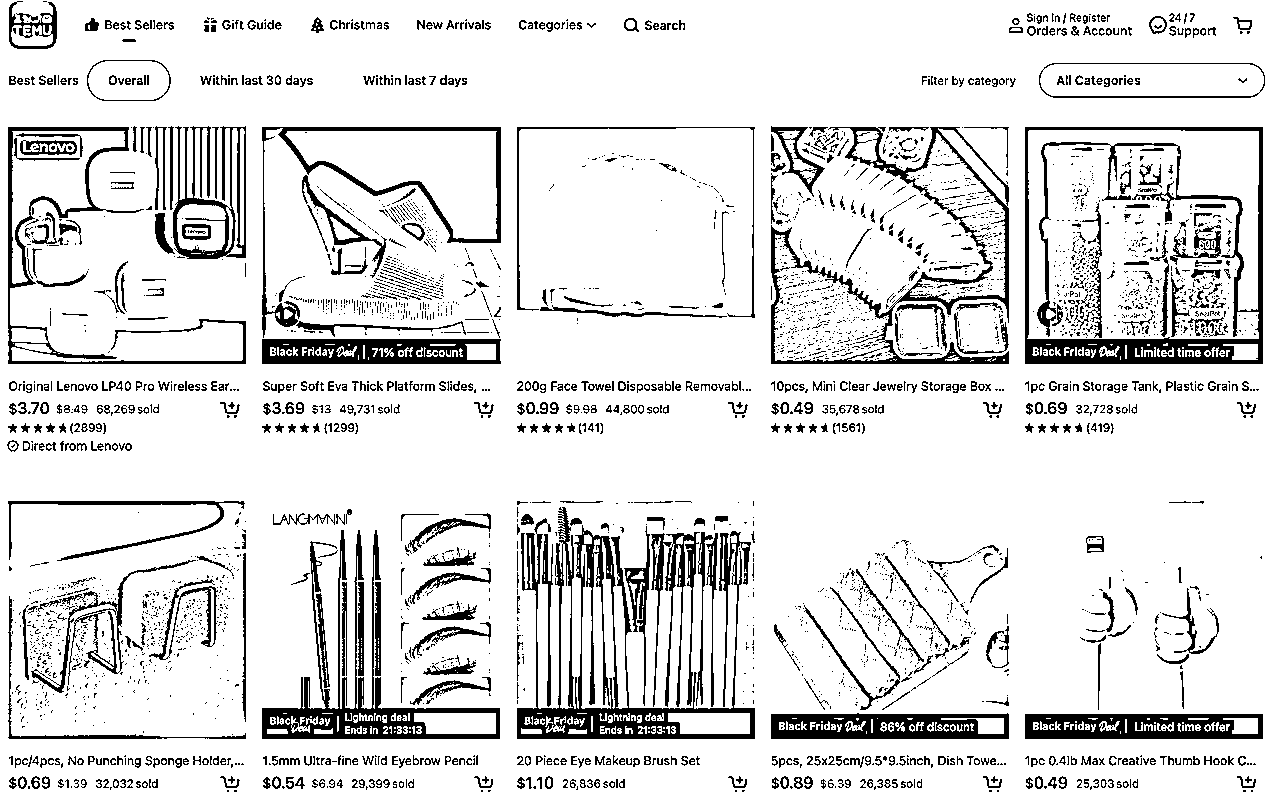 TEMU
Best Sellers
Gift Guide
Christmas
New Arrivals
Categories
Search
Sign in / Register
Orders & Account
24/7
Support
Best Sellers
Overall
Within last 30 days
Within last 7 days
Filter by category
All Categories
Lenovo
Black Friday Deal | 71% off discount
Black Friday Deal | Limited time offer
Original Lenovo LP40 Pro Wireless Ear...
$3.70 $8.49 68,269 sold
(2899)
Direct from Lenovo
Super Soft Eva Thick Platform Slides, ...
$3.69 $13 49,731 sold
(1299)
200g Face Towel Disposable Removabl...
$0.99 $9.98 44,800 sold
(141)
10pcs, Mini Clear Jewelry Storage Box ...
$0.49 35,678 sold
(1561)
1pc Grain Storage Tank, Plastic Grain S...
$0.69 32,728 sold
(419)
LANGMANNI
Black Friday Deal | Lightning deal
Ends in 21:33:13
Black Friday Deal | Lightning deal
Ends in 21:33:13
Black Friday Deal | 86% off discount
Black Friday Deal | Limited time offer
1pc/4pcs, No Punching Sponge Holder,...
$0.69 $1.39 32,032 sold
1.5mm Ultra-fine Wild Eyebrow Pencil
$0.54 $6.94 29,399 sold
20 Piece Eye Makeup Brush Set
$1.10 26,836 sold
5pcs, 25x25cm/9.5*9.5inch, Dish Towe...
$0.89 $6.39 26,385 sold
1pc 0.4lb Max Creative Thumb Hook C...
$0.49 25,303 sold